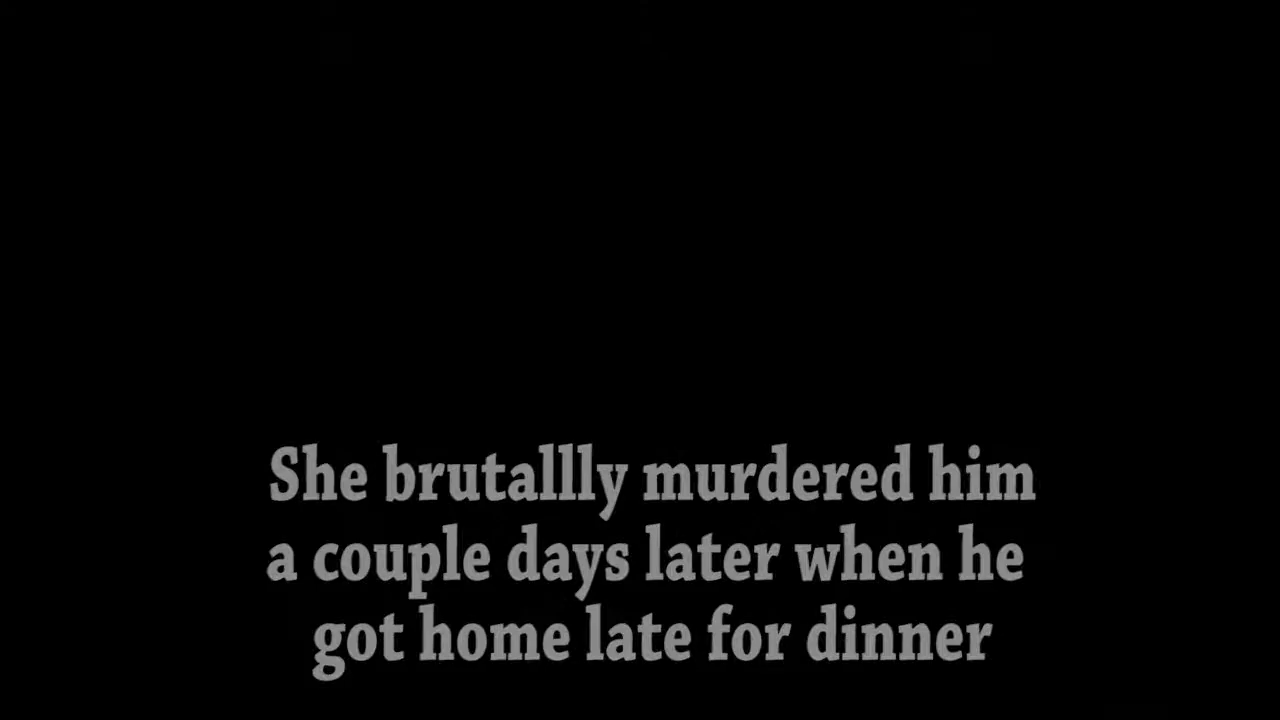 She brutallly murdered him
a couple days later when he
got home late for dinner